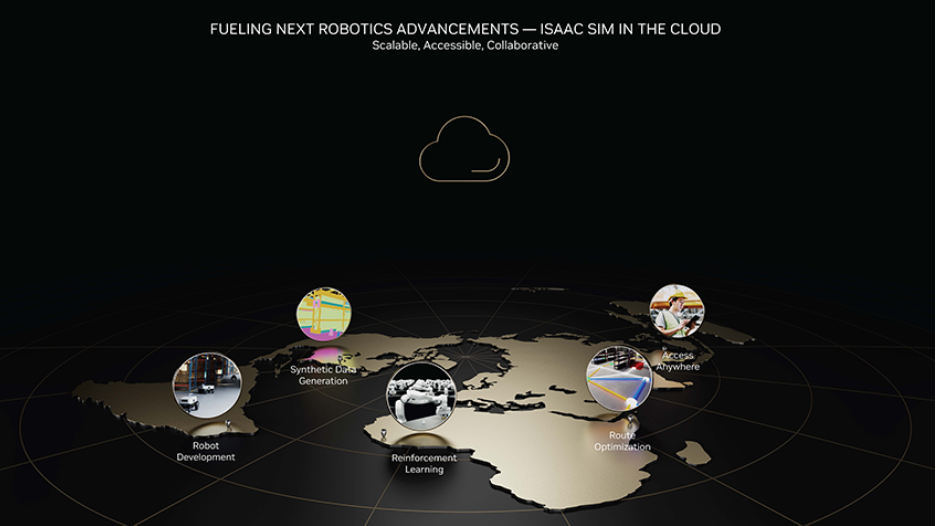 FUELING NEXT ROBOTICS ADVANCEMENTS — ISAAC SIM IN THE CLOUD
Scalable, Accessible, Collaborative
Synthetic Data
Generation
Access
Anywhere
Robot
Development
Reinforcement
Learning
Route
Optimization